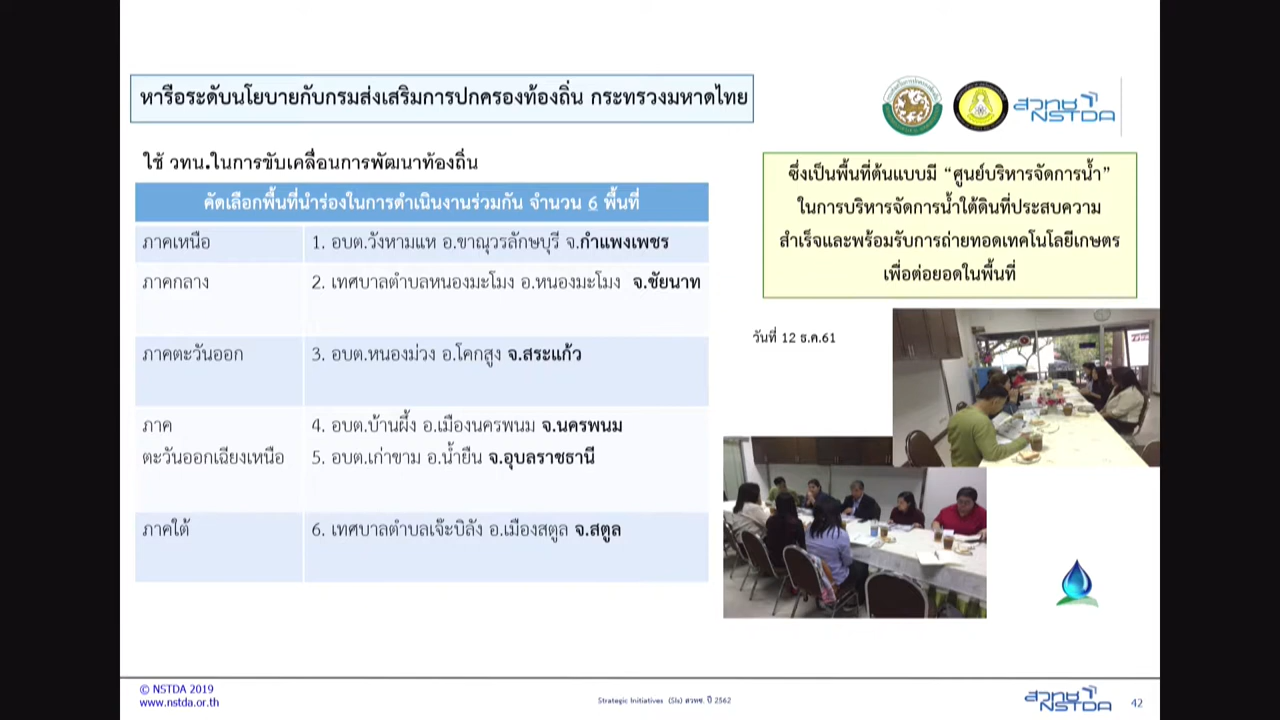 หารือระดับนโยบายกับกรมส่งเสริมการปกครองท้องถิ่น กระทรวงมหาดไทย
สวทช
NSTDA
ใช้ วทน.ในการขับเคลื่อนการพัฒนาท้องถิ่น
คัดเลือกพื้นที่นำร่องในการดำเนินงานร่วมกัน จำนวน 6 พื้นที่
ภาคเหนือ 1. อบต.วังหามแห อ.ขาณุวรลักษบุรี จ.กำแพงเพชร
ภาคกลาง 2. เทศบาลตำบลหนองมะโมง อ.หนองมะโมง จ.ชัยนาท
ภาคตะวันออก 3. อบต.หนองม่วง อ.โคกสูง จ.สระแก้ว
ภาค 4. อบต.บ้านผึ้ง อ.เมืองนครพนม จ.นครพนม
ตะวันออกเฉียงเหนือ 5. อบต.เก่าขาม อ.น้ำยืน จ.อุบลราชธานี
ภาคใต้ 6. เทศบาลตำบลเจ๊ะบิลัง อ.เมืองสตูล จ.สตูล
ซึ่งเป็นพื้นที่ต้นแบบมี “ศูนย์บริหารจัดการน้ำ”
ในการบริหารจัดการน้ำใต้ดินที่ประสบความ
สำเร็จและพร้อมรับการถ่ายทอดเทคโนโลยีเกษตร
เพื่อต่อยอดในพื้นที่
วันที่ 12 ธ.ค.61
© NSTDA 2019
www.nstda.or.th
Strategic Initiatives (SIs) สวทช. ปี 2562
สวทช
NSTDA
42